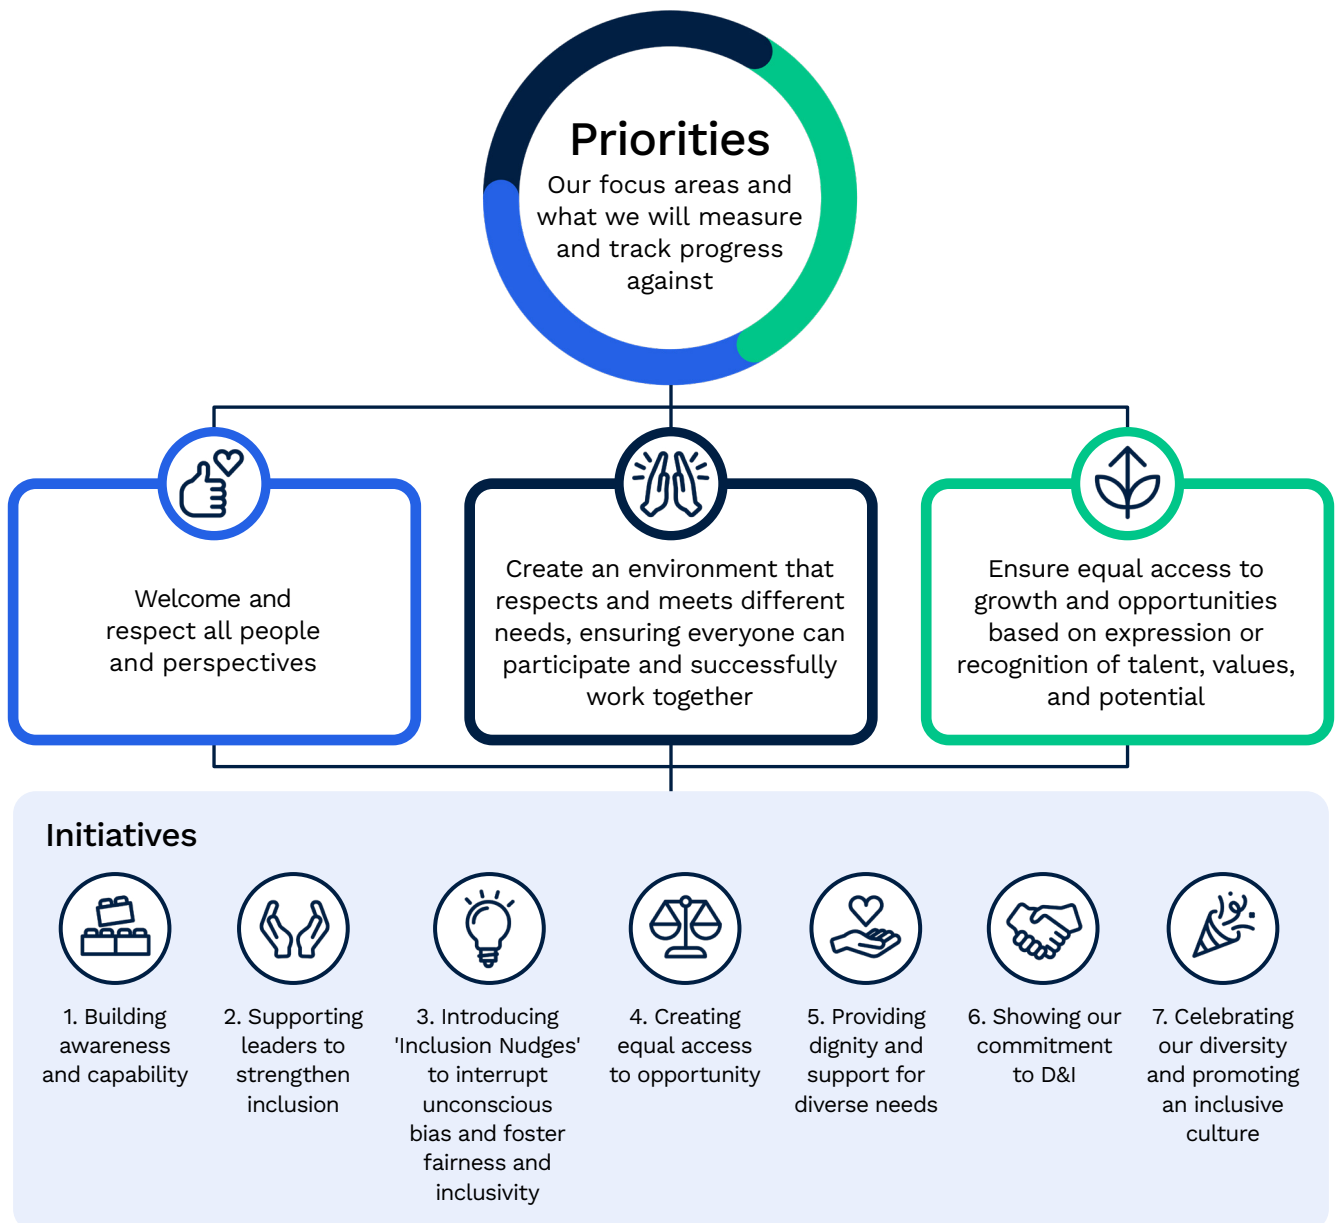 Priorities
Our focus areas and
what we will measure
and track progress
against
Welcome and
respect all people
and perspectives
Create an environment that
respects and meets different
needs, ensuring everyone can
participate and successfully
work together
Ensure equal access to
growth and opportunities
based on expression or
recognition of talent, values,
and potential
Initiatives
1. Building
awareness
and capability
2. Supporting
leaders to
strengthen
inclusion
3. Introducing
'Inclusion Nudges'
to interrupt
unconscious
bias and foster
fairness and
inclusivity
4. Creating
equal access
to opportunity
5. Providing
dignity and
support for
diverse needs
6. Showing our
commitment
to D&I
7. Celebrating
our diversity
and promoting
an inclusive
culture